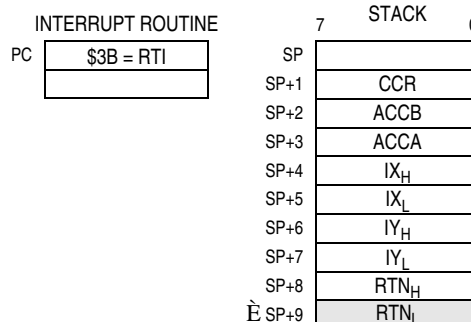 INTERRUPT ROUTINE
PC $3B = RTI
7 STACK
SP
SP+1 CCR
SP+2 ACCB
SP+3 ACCA
SP+4 IXH
SP+5 IXL
SP+6 IYH
SP+7 IYL
SP+8 RTNH
È SP+9 RTNL